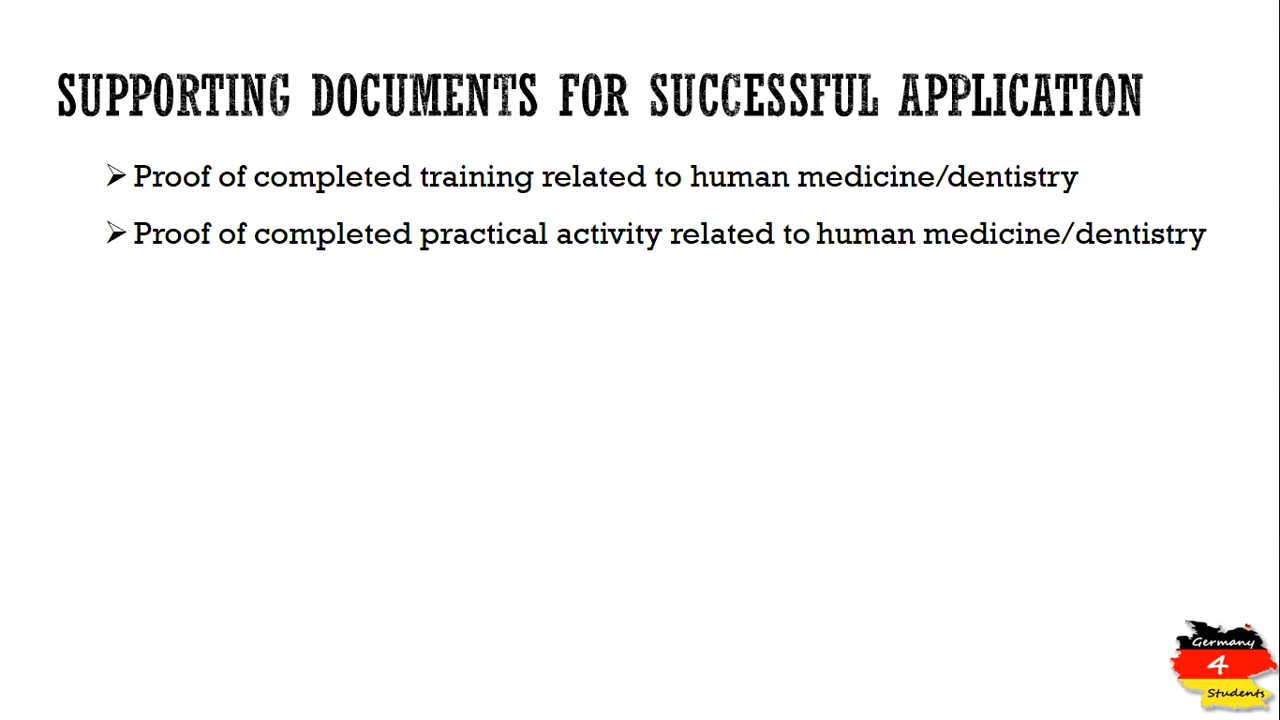 SUPPORTING DOCUMENTS FOR SUCCESSFUL APPLICATION
Proof of completed training related to human medicine/dentistry
Proof of completed practical activity related to human medicine/dentistry
Germany
4
Students